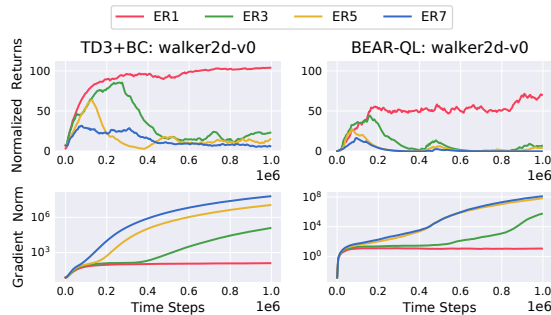 ER1 ER3 ER5 ER7
TD3+BC: walker2d-v0
BEAR-QL: walker2d-v0
Normalized Returns
100
50
0
0.0 0.2 0.4 0.6 0.8 1.0
1e6
100
50
0
0.0 0.2 0.4 0.6 0.8 1.0
1e6
Gradient Norm
10^6
10^3
0.0 0.2 0.4 0.6 0.8 1.0
Time Steps
1e6
10^8
10^4
10^0
0.0 0.2 0.4 0.6 0.8 1.0
Time Steps
1e6